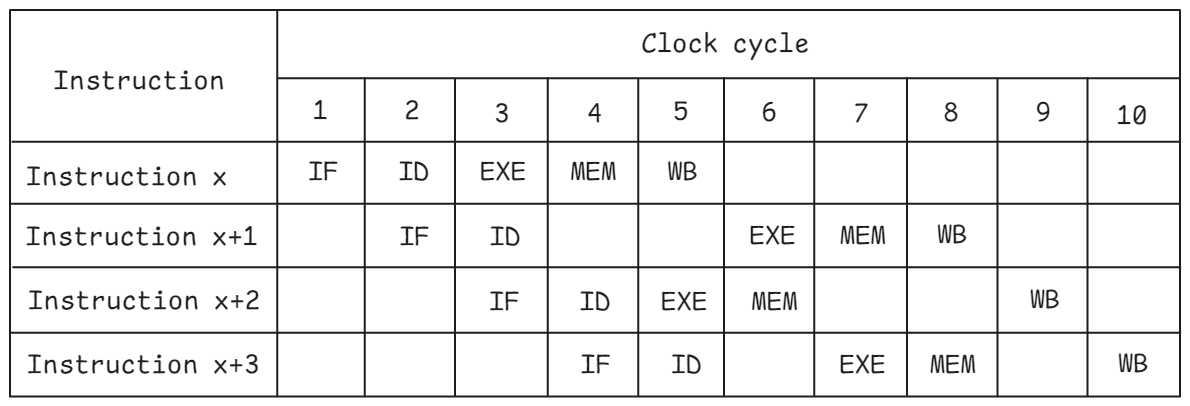 Instruction Clock cycle
1 2 3 4 5 6 7 8 9 10
Instruction x IF ID EXE MEM WB
Instruction x+1 IF ID EXE MEM WB
Instruction x+2 IF ID EXE MEM WB
Instruction x+3 IF ID EXE MEM WB